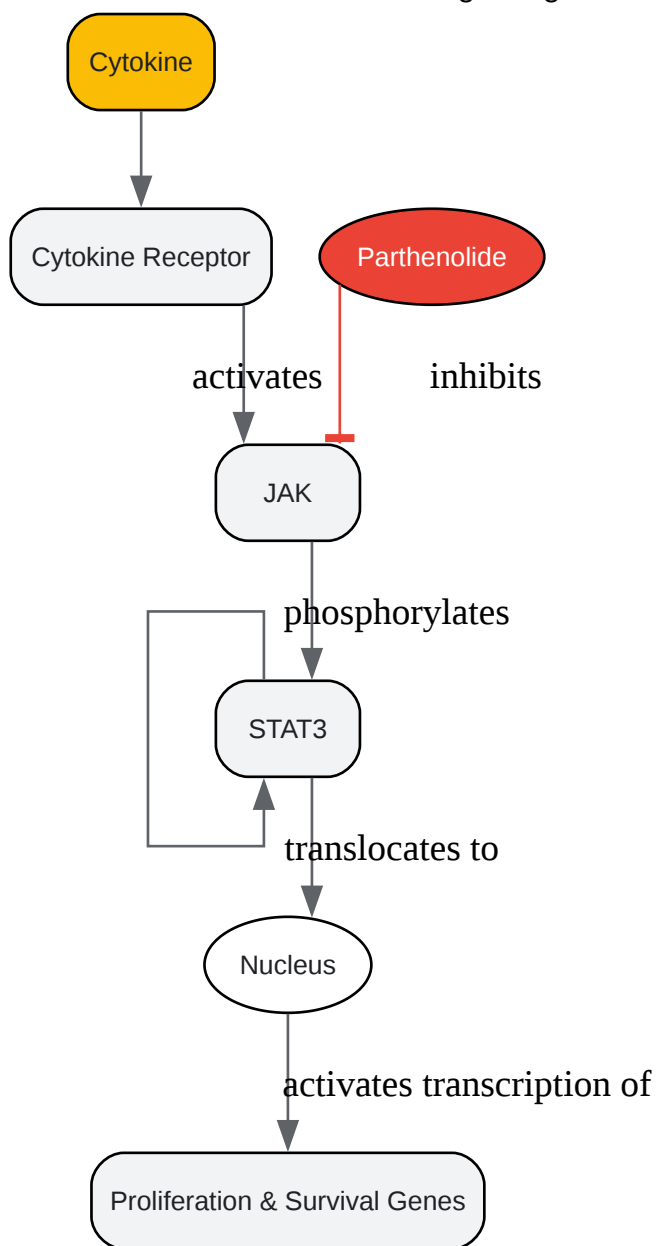 Cytokine
Cytokine Receptor
Parthenolide
activates
inhibits
JAK
phosphorylates
STAT3
translocates to
Nucleus
activates transcription of
Proliferation & Survival Genes